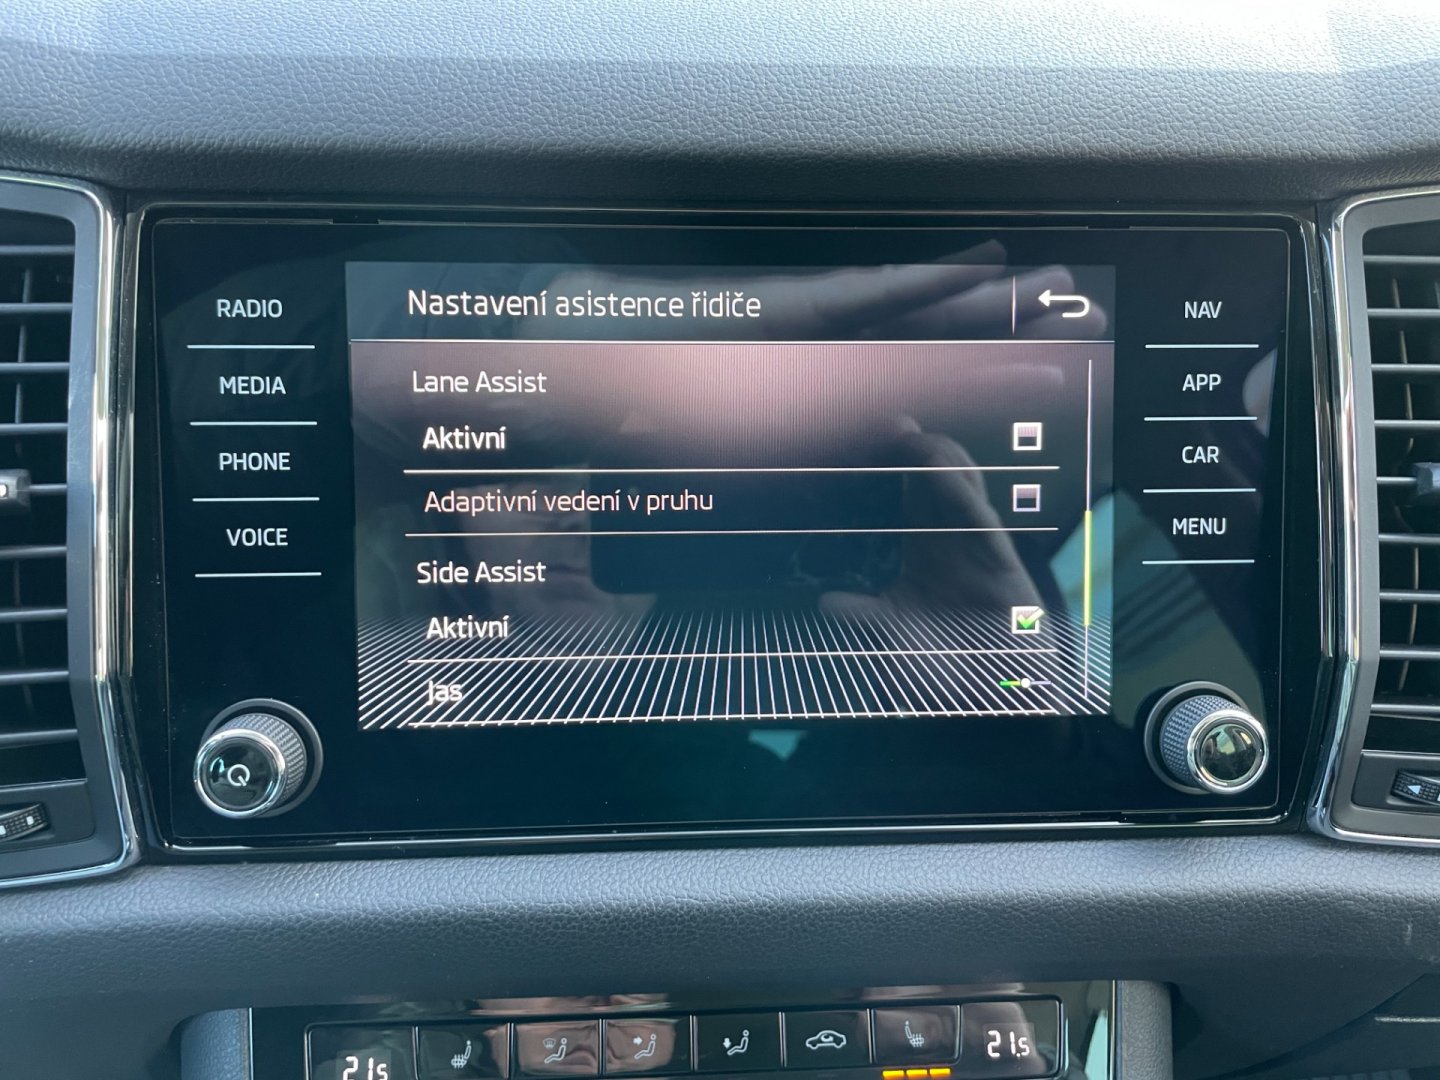 Nastavení asistence řidiče
Lane Assist
Aktivní
Adaptivní vedení v pruhu
Side Assist
Aktivní
Jas
RADIO
MEDIA
PHONE
VOICE
NAV
APP
CAR
MENU
21.5
21.5